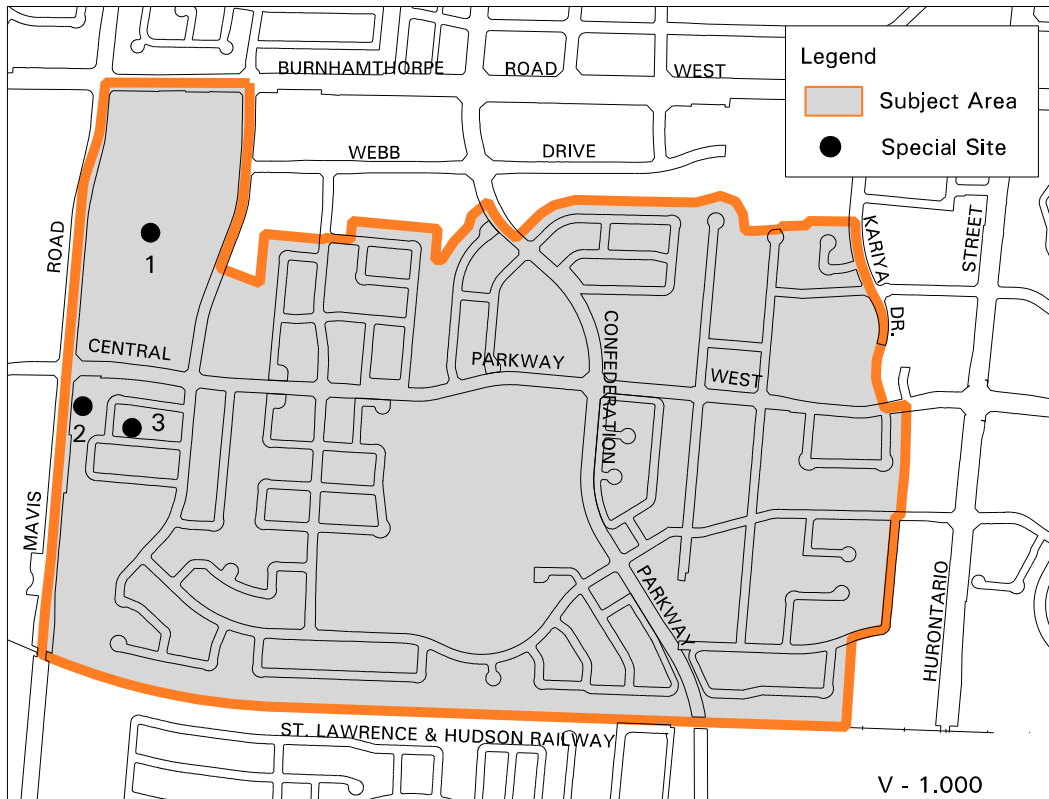 Legend
Subject Area
Special Site
BURNHAMTHORPE ROAD WEST
WEBB DRIVE
ROAD
KARIYA
STREET
1
DR.
CENTRAL
PARKWAY
CONFEDERATION
WEST
2
3
MAVIS
PARKWAY
HURONTARIO
ST. LAWRENCE & HUDSON RAILWAY
V - 1.000